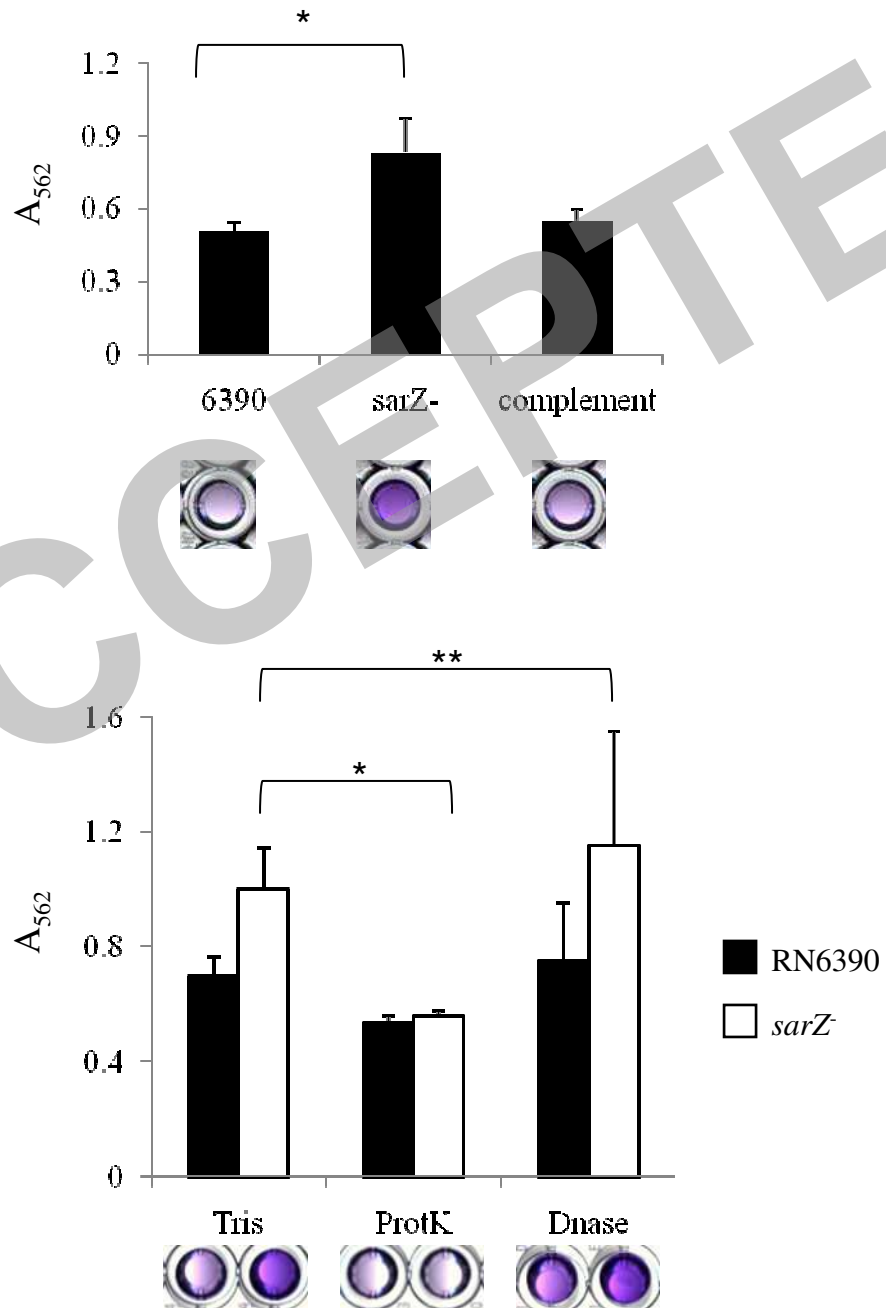 *
1.2
0.9
0.6
0.3
0
A562
6390 sarZ- complement
CCEPTE
**
*
1.6
1.2
0.8
0.4
0
A562
RN6390
sarZ-
Tris ProtK Dnase